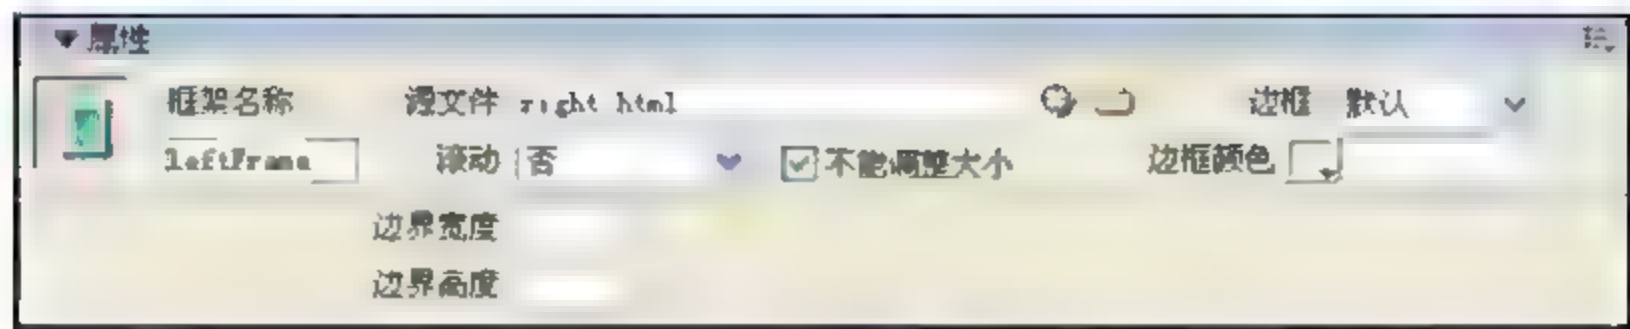 属性
框架名称 源文件 right html 边框 默认
leftFrame 滚动 否 不能调整大小 边框颜色
边界宽度
边界高度